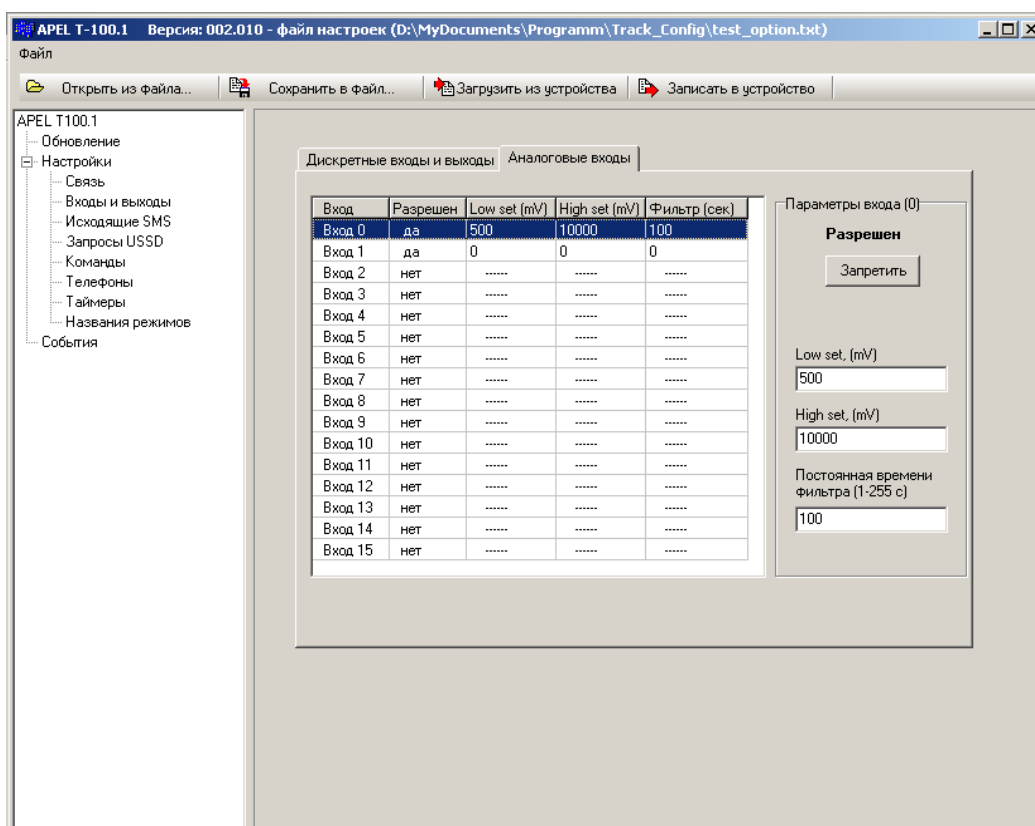 APEL T-100.1 Версия: 002.010 - файл настроек (D:\MyDocuments\Programm\Track_Config\test_option.txt)
Файл
Открыть из файла... Сохранить в файл... Загрузить из устройства Записать в устройство
APEL T100.1
Обновление
Настройки
Связь
Входы и выходы
Исходящие SMS
Запросы USSD
Команды
Телефоны
Таймеры
Названия режимов
События
Дискретные входы и выходы Аналоговые входы
Вход Разрешен Low set (mV) High set (mV) Фильтр (сек)
Вход 0 да 500 10000 100
Вход 1 да 0 0 0
Вход 2 нет ------ ------ ------
Вход 3 нет ------ ------ ------
Вход 4 нет ------ ------ ------
Вход 5 нет ------ ------ ------
Вход 6 нет ------ ------ ------
Вход 7 нет ------ ------ ------
Вход 8 нет ------ ------ ------
Вход 9 нет ------ ------ ------
Вход 10 нет ------ ------ ------
Вход 11 нет ------ ------ ------
Вход 12 нет ------ ------ ------
Вход 13 нет ------ ------ ------
Вход 14 нет ------ ------ ------
Вход 15 нет ------ ------ ------
Параметры входа (0)
Разрешен
Запретить
Low set, (mV)
500
High set, (mV)
10000
Постоянная времени
фильтра (1-255 с)
100